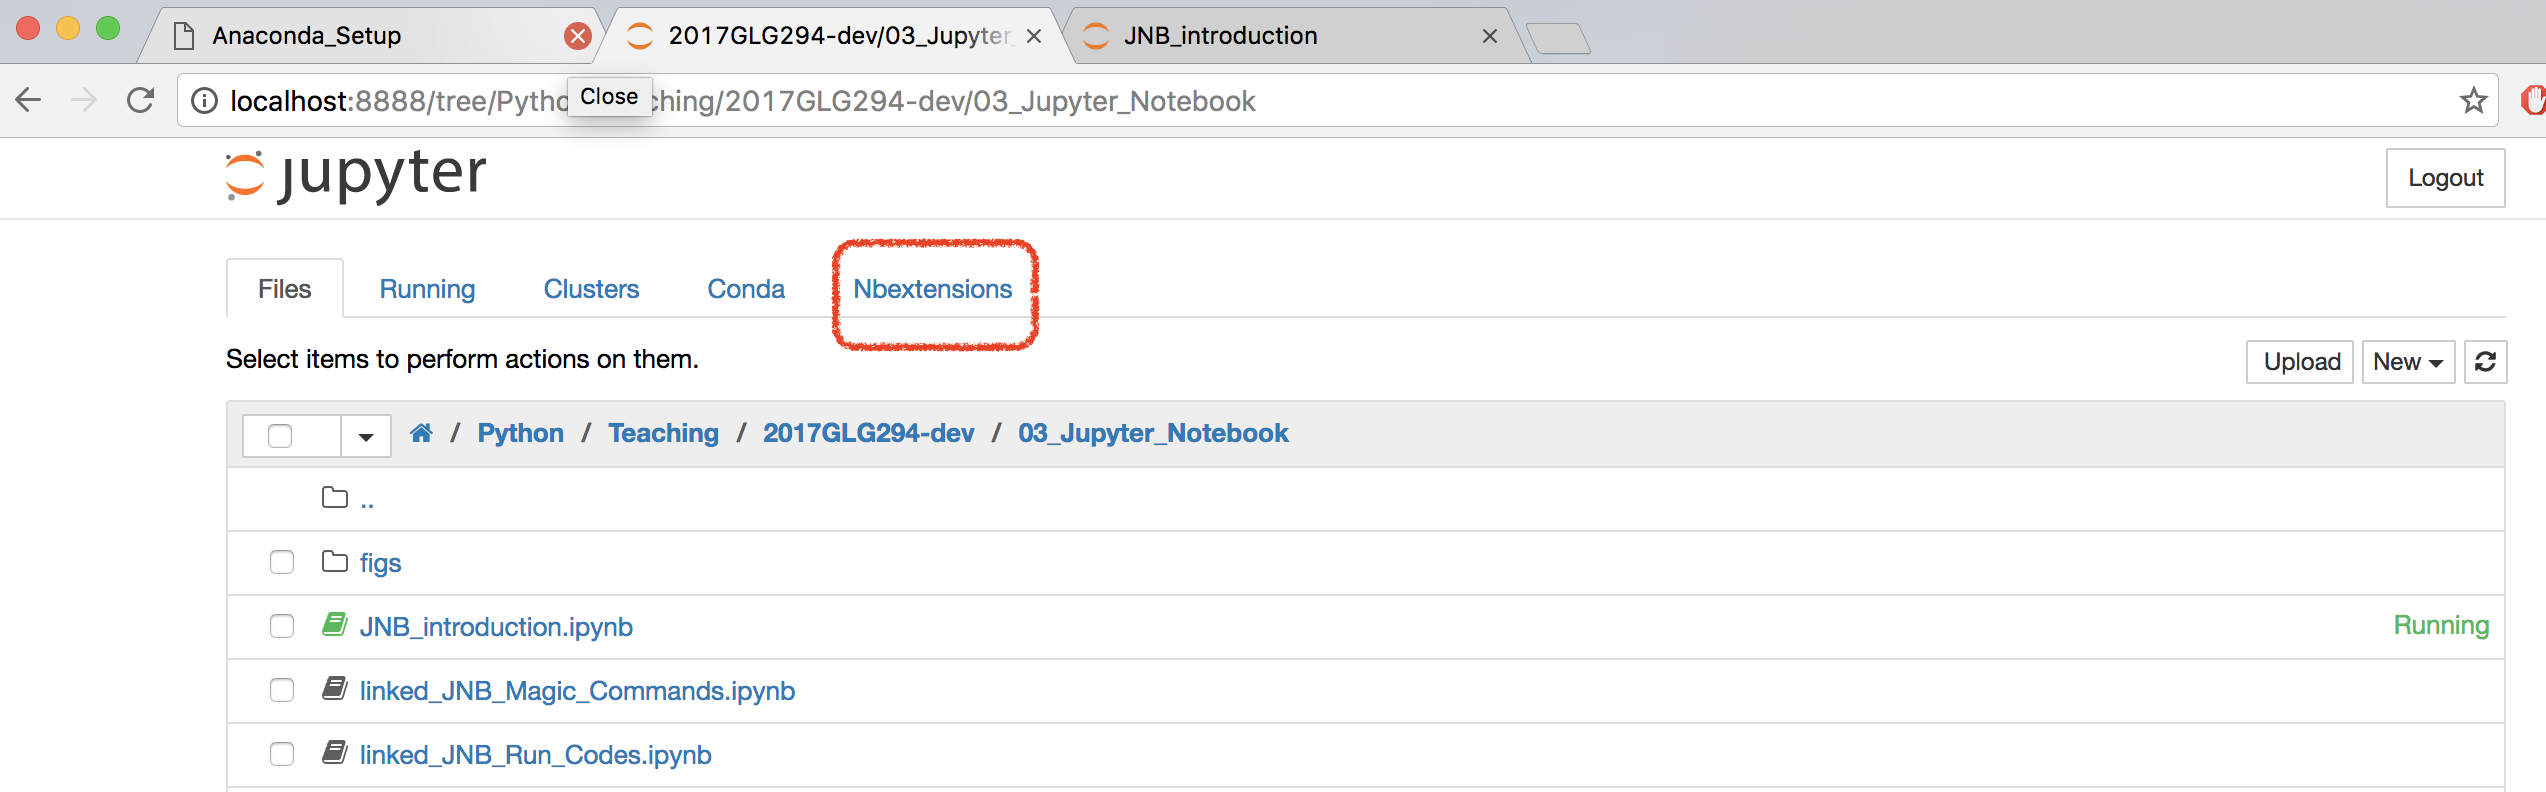 Anaconda_Setup 2017GLG294-dev/03_Jupyter_ JNB_introduction
localhost:8888/tree/Pytho ching/2017GLG294-dev/03_Jupyter_Notebook
Close
jupyter Logout
Files Running Clusters Conda Nbextensions
Select items to perform actions on them. Upload New
/ Python / Teaching / 2017GLG294-dev / 03_Jupyter_Notebook
..
figs
JNB_introduction.ipynb Running
linked_JNB_Magic_Commands.ipynb
linked_JNB_Run_Codes.ipynb